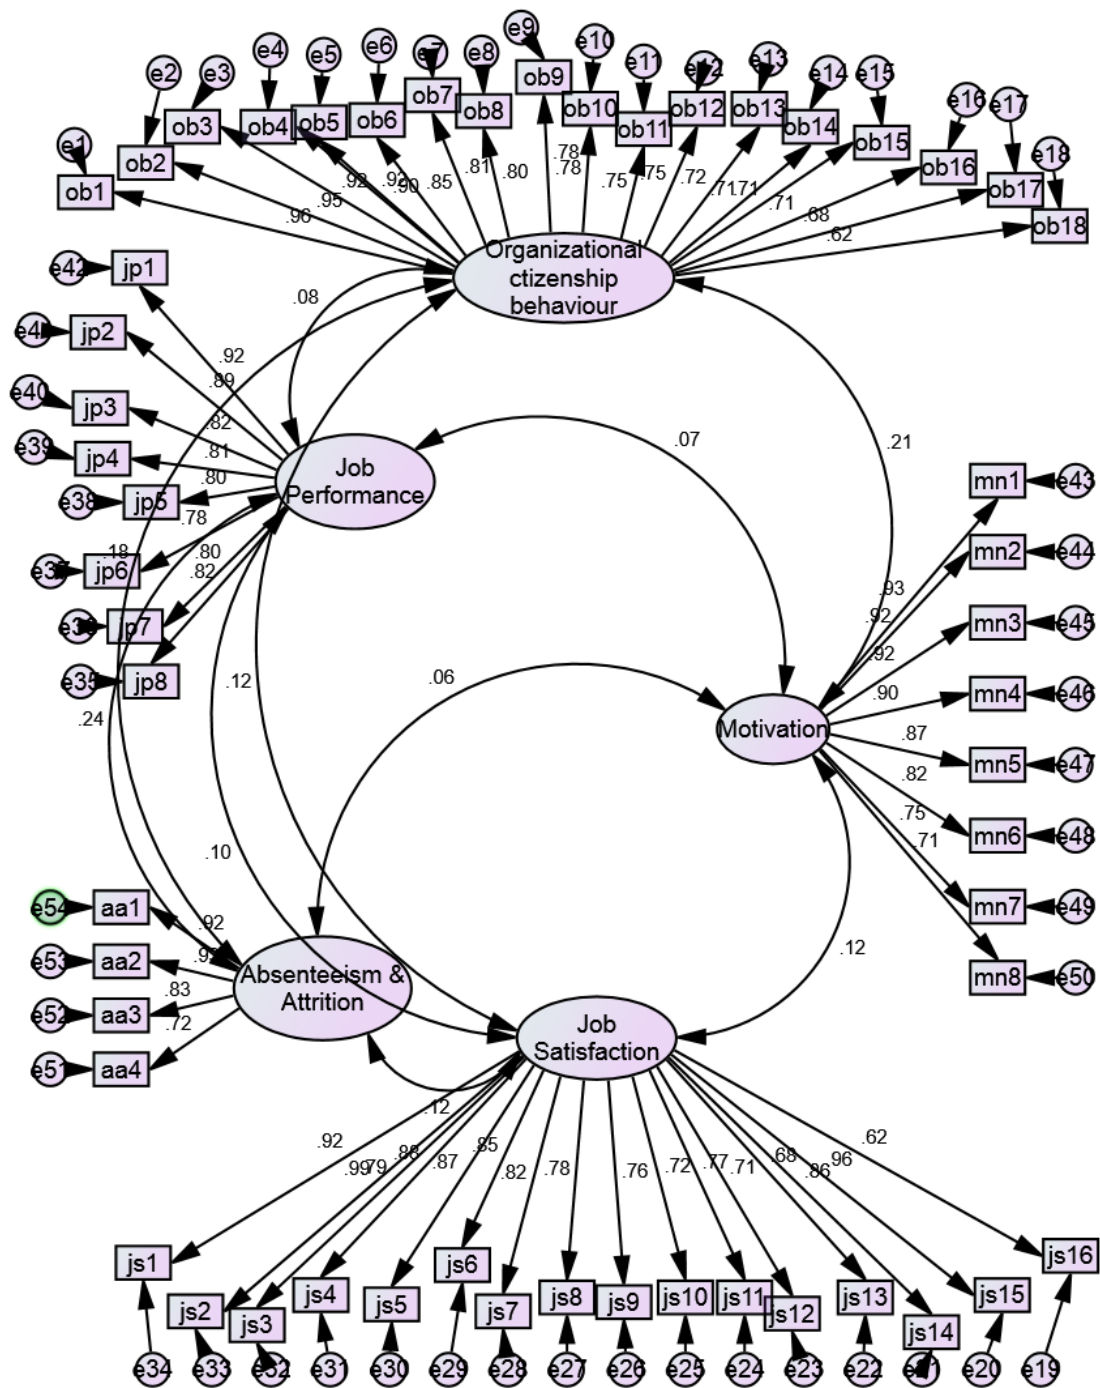 e9
e10
e4
e5
e6
e7
e8
e11
e12
e13
e2
e3
e14
e15
e16
e17
e18
e1
ob9
ob7
ob8
ob10
ob12
ob13
ob3
ob4
ob5
ob6
ob11
ob14
ob15
ob2
ob16
ob1
ob17
ob18
.96
.95
.92
.90
.85
.81
.80
.78
.78
.75
.75
.72
.71
.71
.71
.68
.62
Organizational
ctizenship
behaviour
e42
jp1
jp2
e40
jp3
e39
jp4
e38
jp5
e37
jp6
jp7
e35
jp8
.08
.92
.89
.82
.81
.80
.78
.80
.82
.18
.24
.12
.10
.07
.21
.06
.12
Job
Performance
mn1
e43
mn2
e44
mn3
e45
mn4
e46
mn5
e47
mn6
e48
mn7
e49
mn8
e50
.93
.92
.92
.90
.87
.82
.75
.71
Motivation
e54
aa1
e53
aa2
e52
aa3
e51
aa4
.92
.83
.72
Absenteeism &
Attrition
Job
Satisfaction
.12
.92
.99
.79
.88
.87
.85
.82
.78
.76
.72
.77
.71
.68
.86
.96
.62
js1
js2
js3
js4
js5
js6
js7
js8
js9
js10
js11
js12
js13
js14
js15
js16
e34
e33
e32
e31
e30
e29
e28
e27
e26
e25
e24
e23
e22
e20
e19